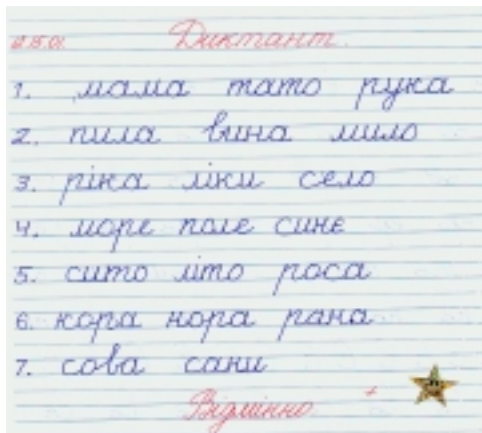 Диктант.
1. мама тато рука
2. пила вина мило
3. ріка ліки село
4. море поле синє
5. сито літо роса
6. кора нора рана
7. сова сани
Відмінно +